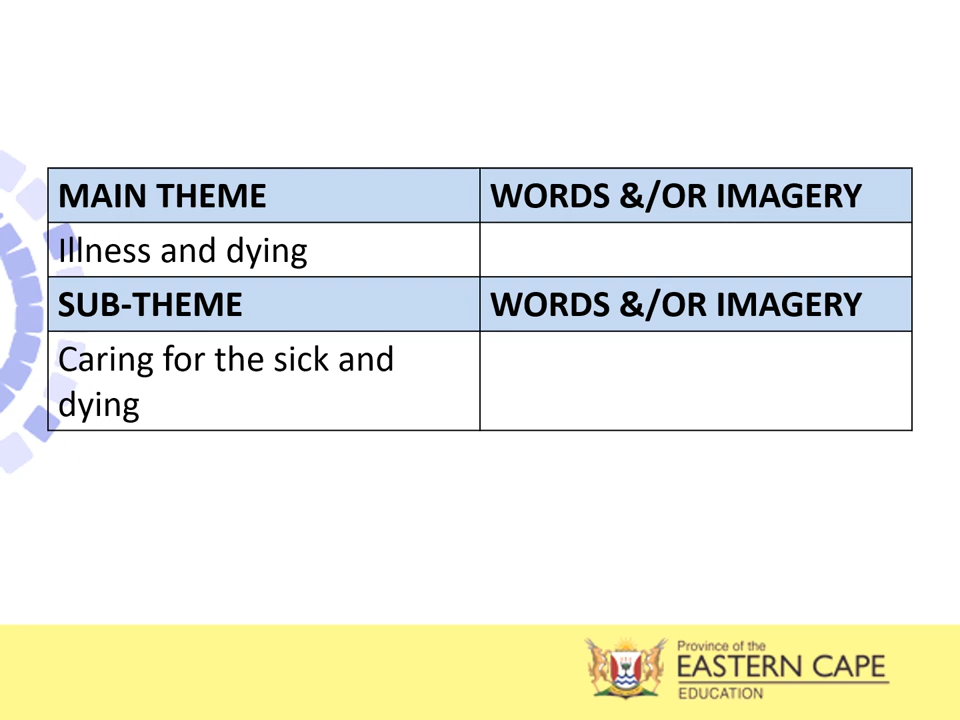 MAIN THEME
WORDS &/OR IMAGERY
Illness and dying
SUB-THEME
WORDS &/OR IMAGERY
Caring for the sick and
dying
Province of the
EASTERN CAPE
EDUCATION